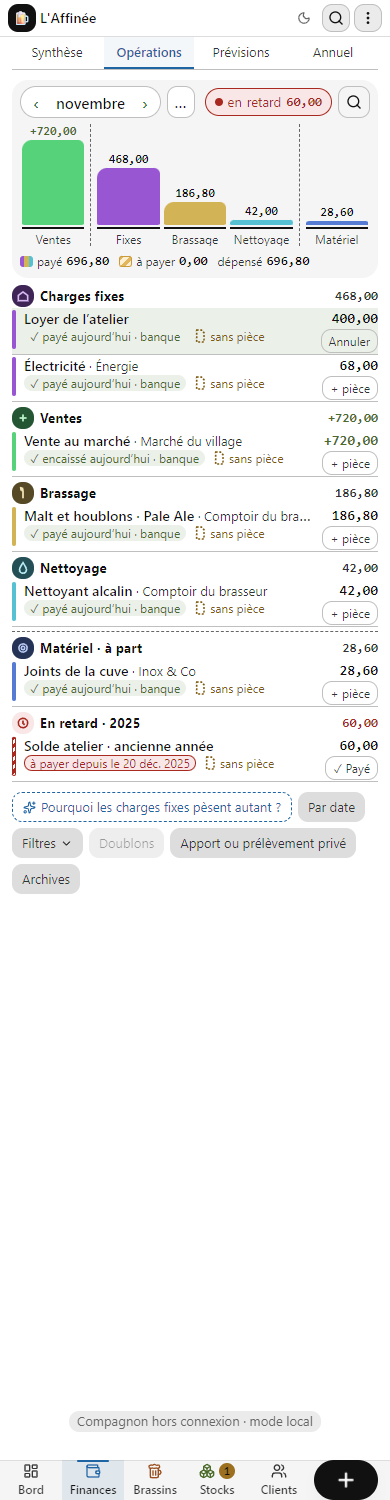 L'Affinée
Synthèse Opérations Prévisions Annuel
‹ novembre › ... en retard 60,00
+720,00
468,00
186,80
42,00
28,60
Ventes Fixes Brassage Nettoyage Matériel
payé 696,80 à payer 0,00 dépensé 696,80
Charges fixes 468,00
Loyer de l'atelier 400,00
✓ payé aujourd'hui · banque sans pièce Annuler
Électricité · Énergie 68,00
✓ payé aujourd'hui · banque sans pièce + pièce
Ventes +720,00
Vente au marché · Marché du village +720,00
✓ encaissé aujourd'hui · banque sans pièce + pièce
Brassage 186,80
Malt et houblons · Pale Ale · Comptoir du bra... 186,80
✓ payé aujourd'hui · banque sans pièce + pièce
Nettoyage 42,00
Nettoyant alcalin · Comptoir du brasseur 42,00
✓ payé aujourd'hui · banque sans pièce + pièce
Matériel · à part 28,60
Joints de la cuve · Inox & Co 28,60
✓ payé aujourd'hui · banque sans pièce + pièce
En retard · 2025 60,00
Solde atelier · ancienne année 60,00
à payer depuis le 20 déc. 2025 sans pièce ✓ Payé
Pourquoi les charges fixes pèsent autant ? Par date
Filtres Doublons Apport ou prélèvement privé
Archives
Compagnon hors connexion · mode local
1
Bord Finances Brassins Stocks Clients +